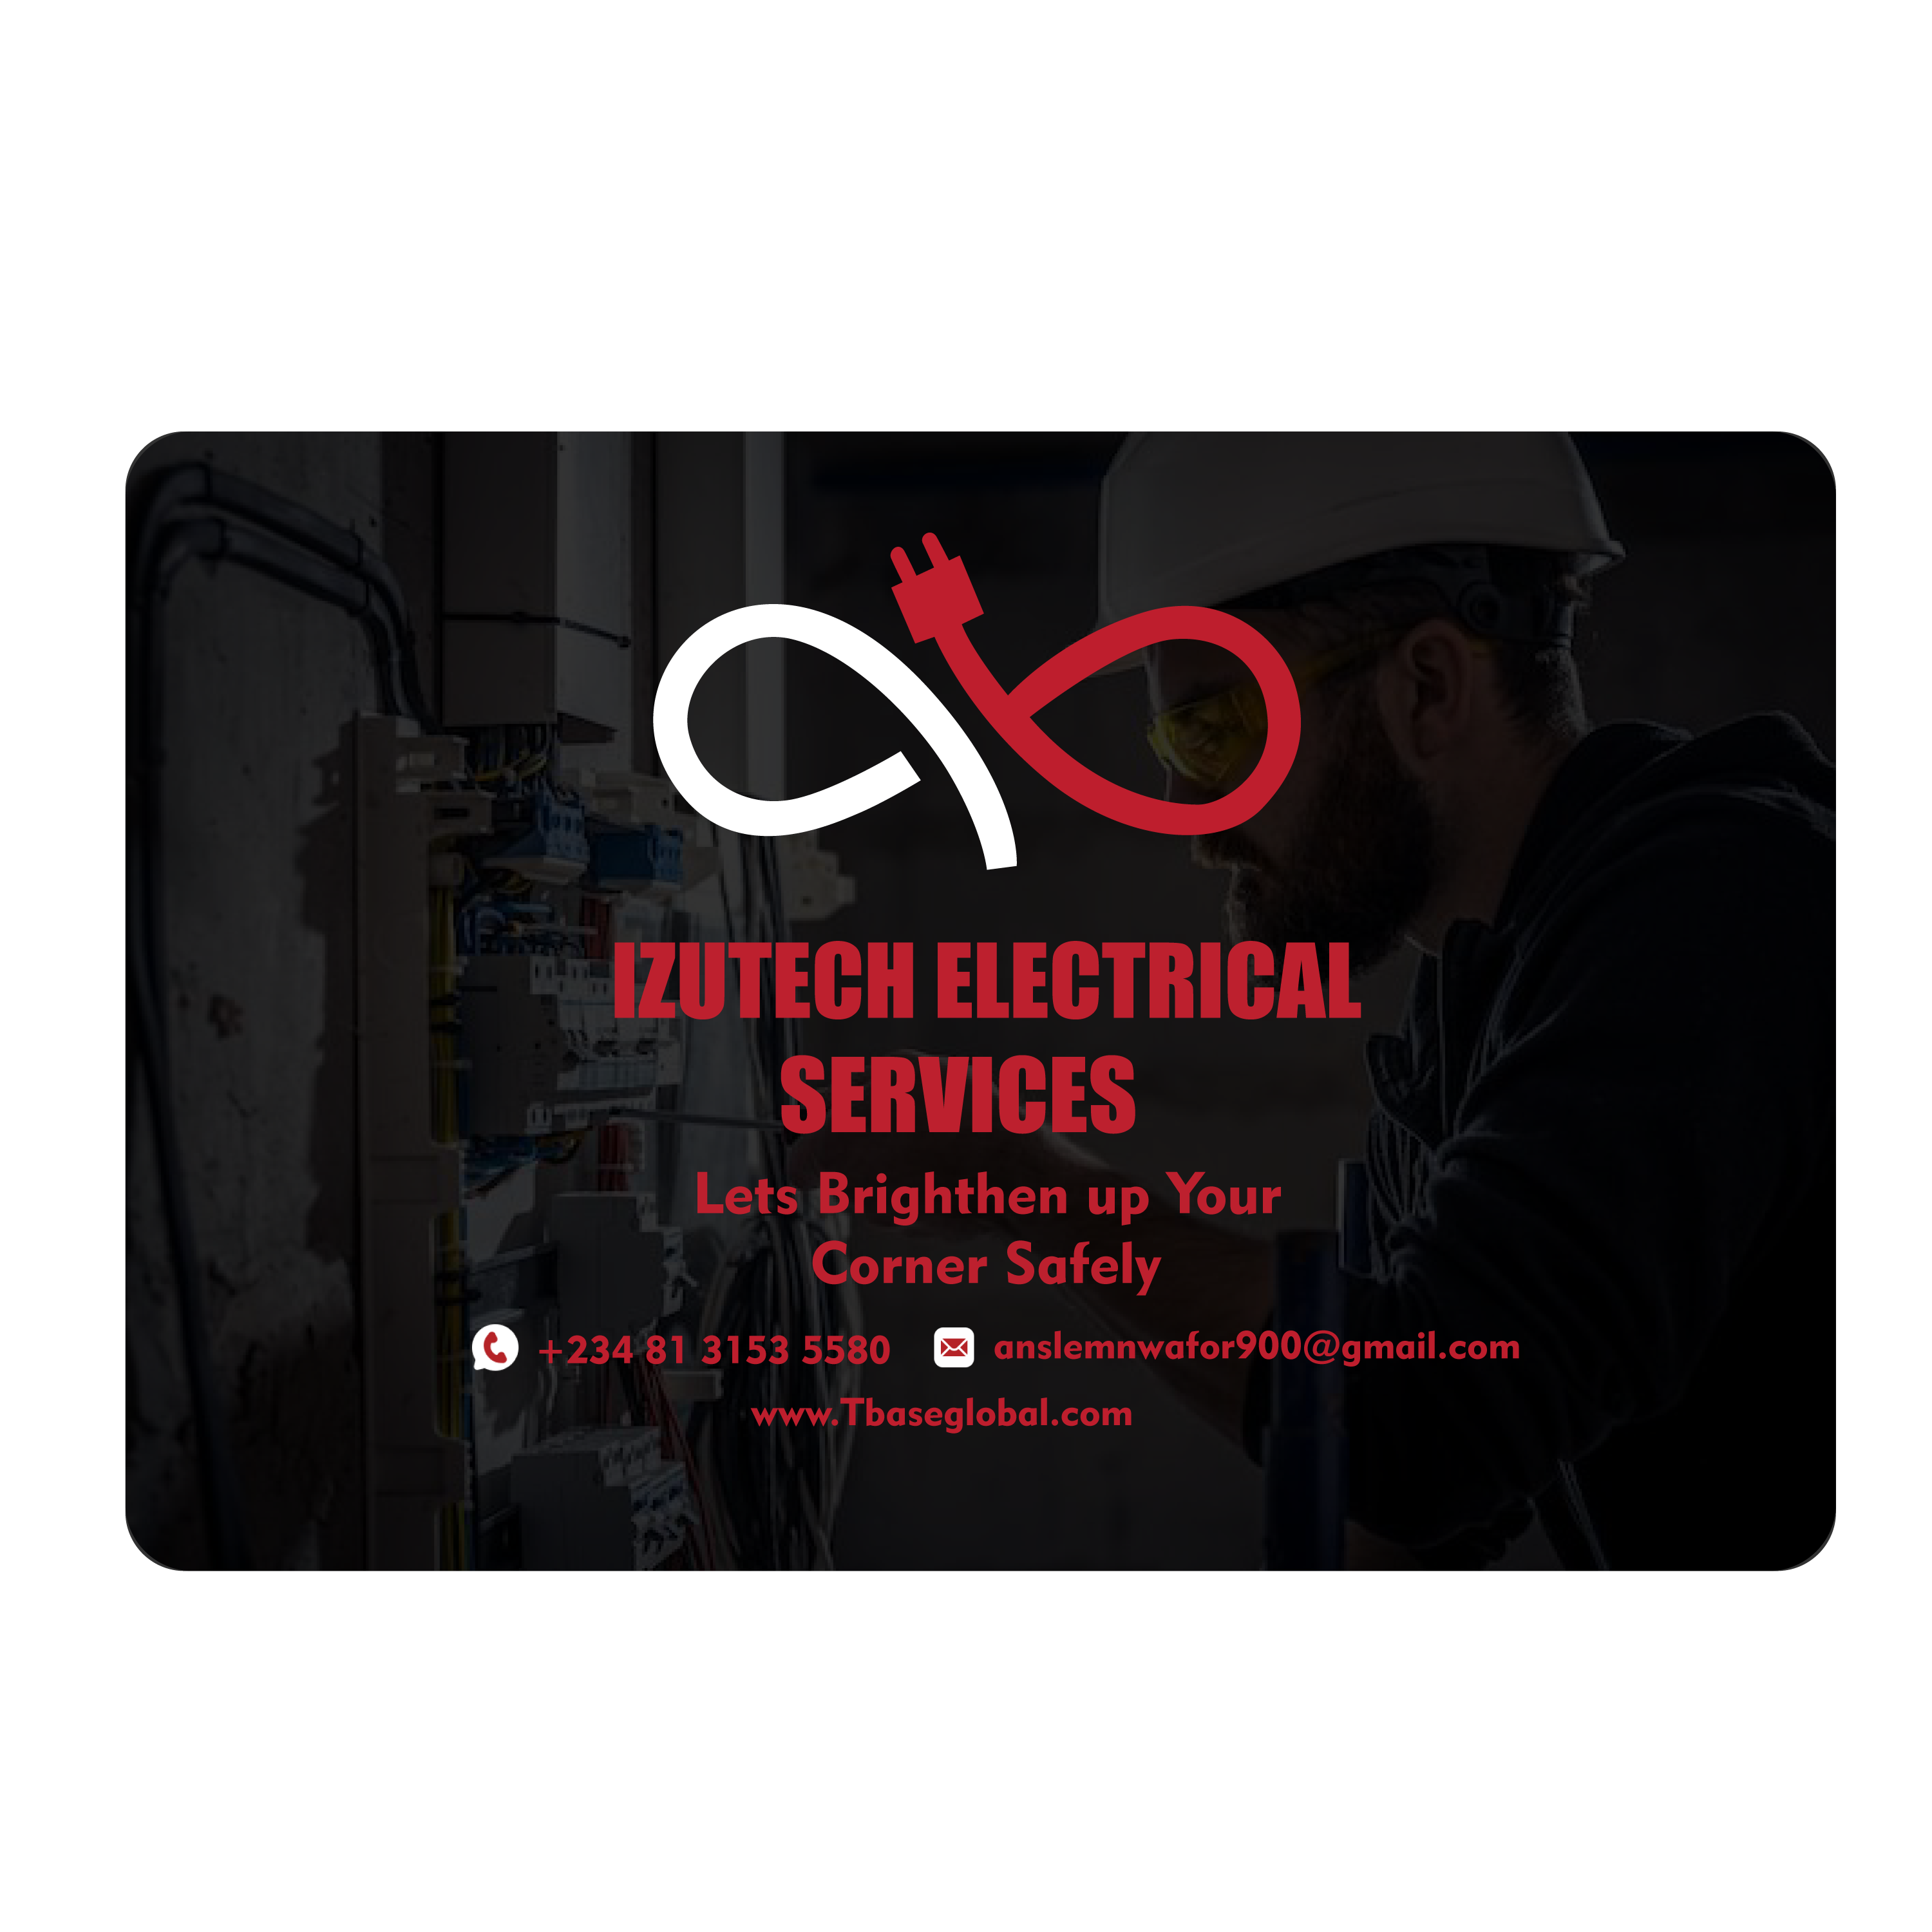 IZUTECH ELECTRICAL
SERVICES
Lets Brighthen up Your
Corner Safely
+234 81 3153 5580 anslemnwafor900@gmail.com
www.Tbaseglobal.com